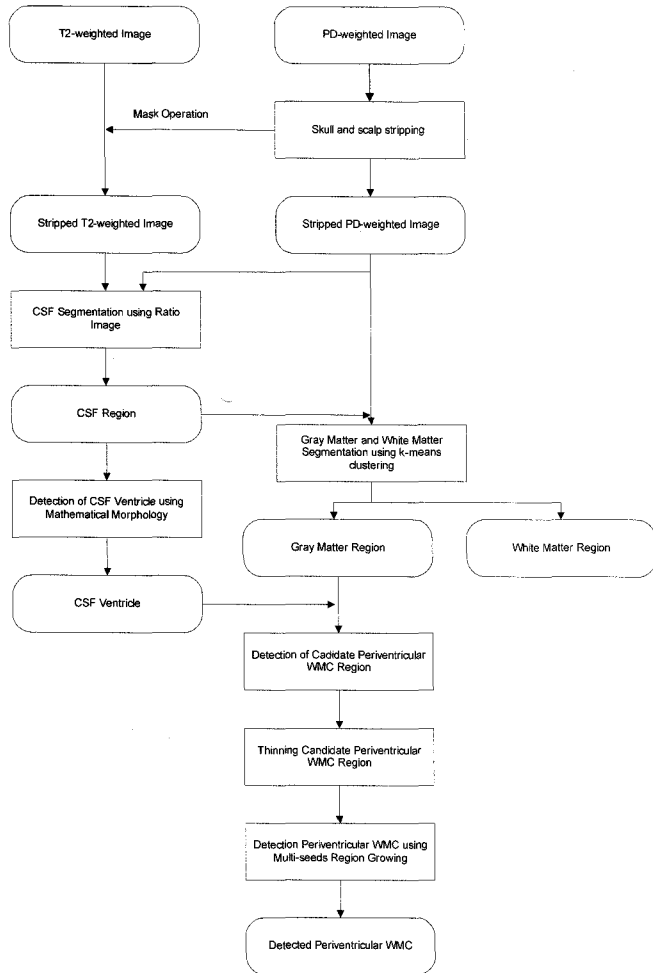 T2-weighted Image
PD-weighted Image
Mask Operation
Skull and scalp stripping
Stripped T2-weighted Image
Stripped PD-weighted Image
CSF Segmentation using Ratio
Image
CSF Region
Gray Matter and White Matter
Segmentation using k-means
clustering
Detection of CSF Ventricle using
Mathematical Morphology
Gray Matter Region
White Matter Region
CSF Ventricle
Detection of Cadidate Periventricular
WMC Region
Thinning Candidate Periventricular
WMC Region
Detection Periventricular WMC using
Multi-seeds Region Growing
Detected Periventricular WMC